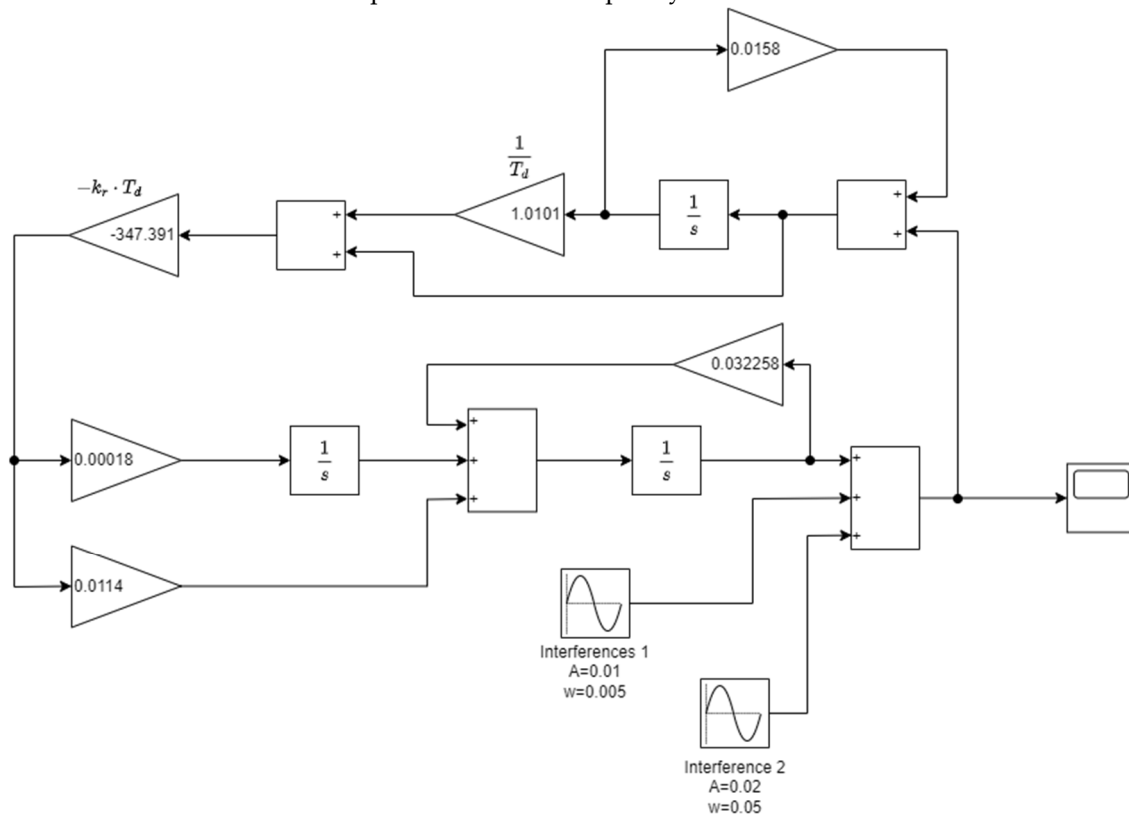 0.0158
1
T_d
-k_r · T_d
1.0101
1
s
+
+
+
+
-347.391
0.032258
0.00018
1
s
+
+
+
1
s
+
+
+
0.0114
Interferences 1
A=0.01
w=0.005
Interference 2
A=0.02
w=0.05